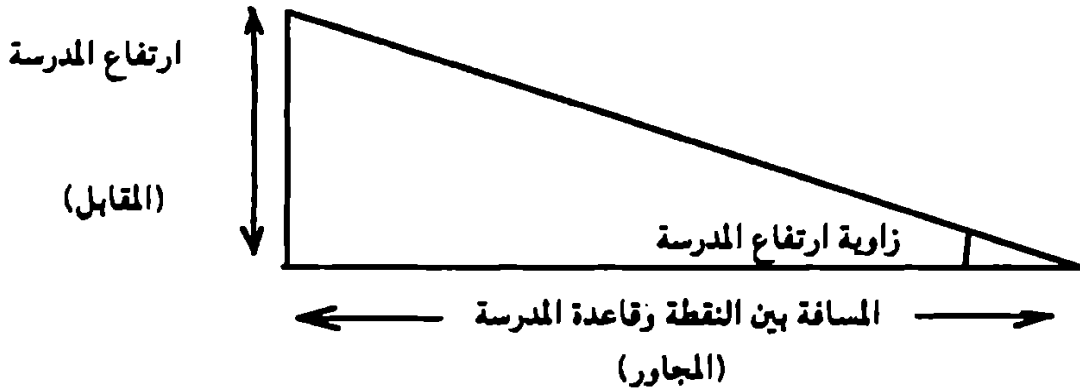 ارتفاع المدرسة
(المقابل)
زاوية ارتفاع المدرسة
المسافة بين النقطة وقاعدة المدرسة
(المجاور)